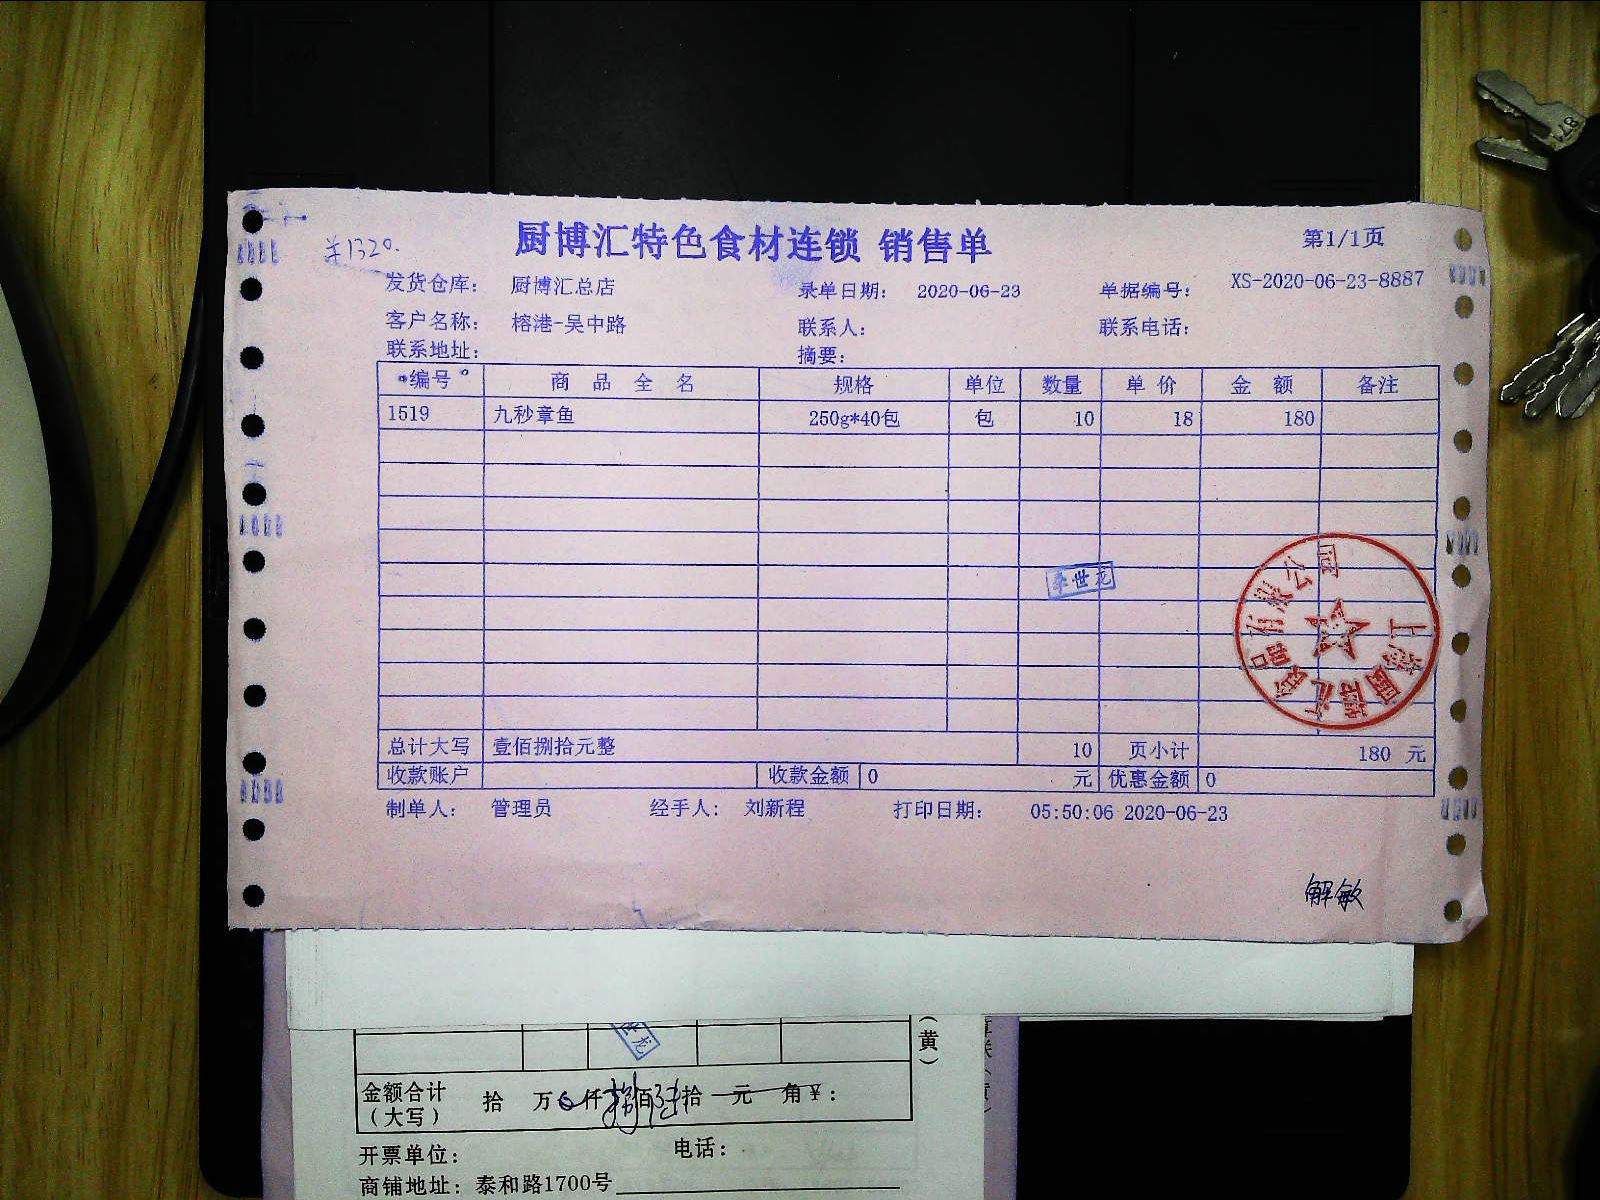 ¥1320.
厨博汇特色食材连锁 销售单
第1/1页
发货仓库： 厨博汇总店 录单日期： 2020-06-23 单据编号： XS-2020-06-23-8887
客户名称： 榕港-吴中路 联系人： 联系电话：
联系地址： 摘要：
编号 商品全名 规格 单位 数量 单价 金额 备注
1519 九秒章鱼 250g*40包 包 10 18 180
李世龙
总计大写 壹佰捌拾元整 10 页小计 180 元
收款账户 收款金额 0 元 优惠金额 0
制单人： 管理员 经手人： 刘新程 打印日期： 05:50:06 2020-06-23
解敏
世龙
（黄）
金额合计（大写） 拾 万 仟 佰 拾 元 角 ¥：
开票单位： 电话：
商铺地址：泰和路1700号